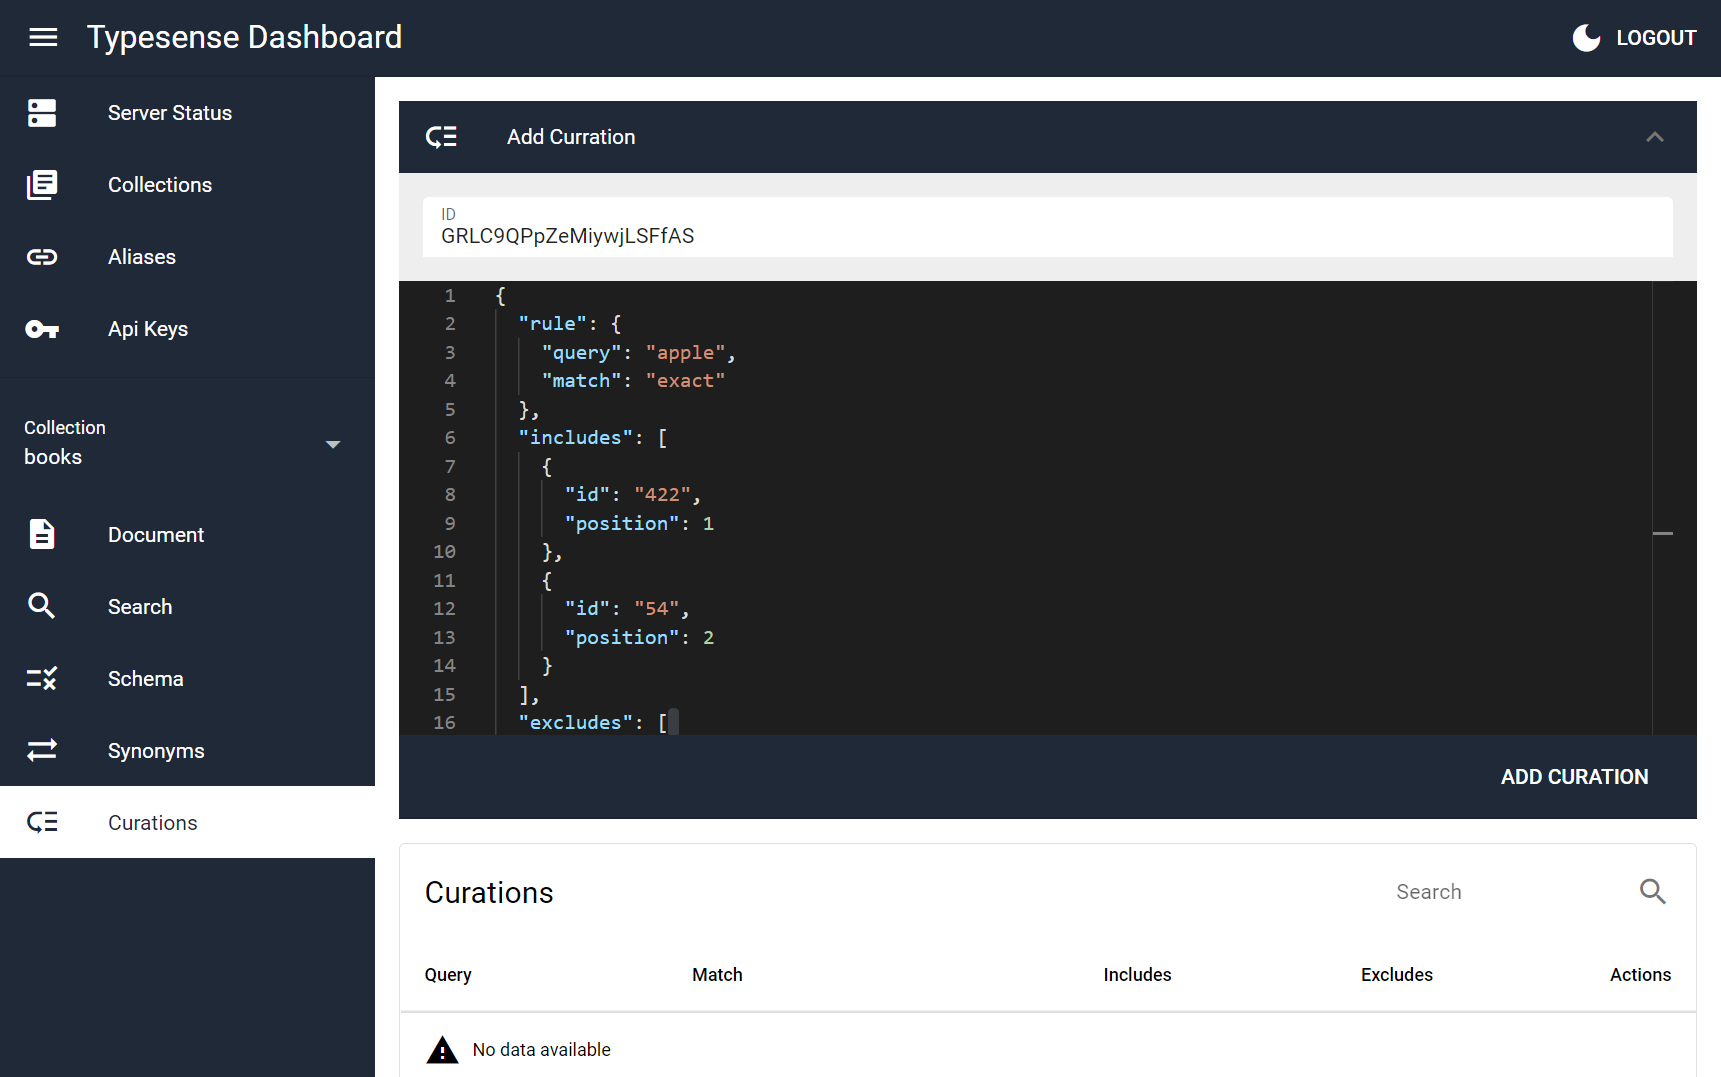 Typesense Dashboard
LOGOUT
Server Status
Collections
Aliases
Api Keys
Collection
books
Document
Search
Schema
Synonyms
Curations
Add Curration
ID
GRLC9QPpZeMiywjLSFfAS
1 {
2 "rule": {
3 "query": "apple",
4 "match": "exact"
5 },
6 "includes": [
7 {
8 "id": "422",
9 "position": 1
10 },
11 {
12 "id": "54",
13 "position": 2
14 }
15 ],
16 "excludes": [
ADD CURATION
Curations
Search
Query Match Includes Excludes Actions
No data available